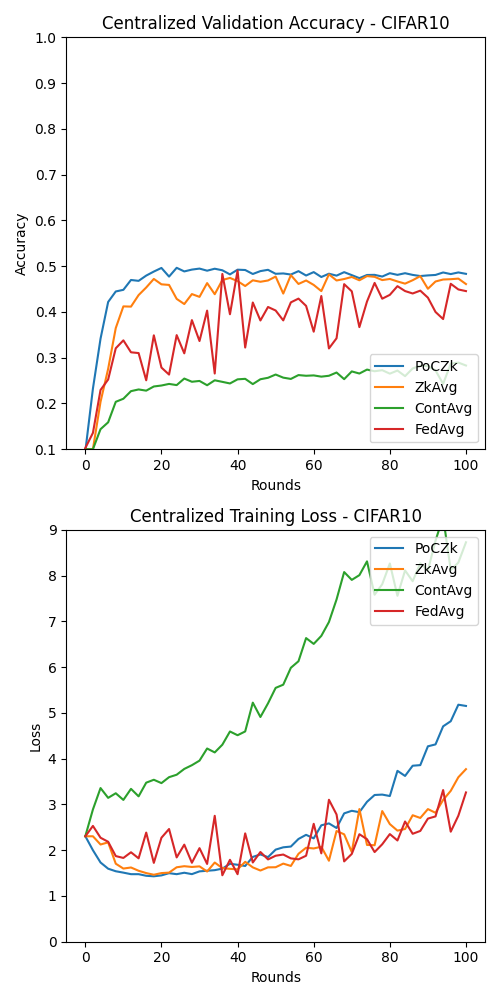 Centralized Validation Accuracy - CIFAR10
1.0
0.9
0.8
0.7
0.6
0.5
0.4
0.3
0.2
0.1
Accuracy
PoCZk
ZkAvg
ContAvg
FedAvg
0 20 40 60 80 100
Rounds
Centralized Training Loss - CIFAR10
9
8
7
6
5
4
3
2
1
0
Loss
PoCZk
ZkAvg
ContAvg
FedAvg
0 20 40 60 80 100
Rounds